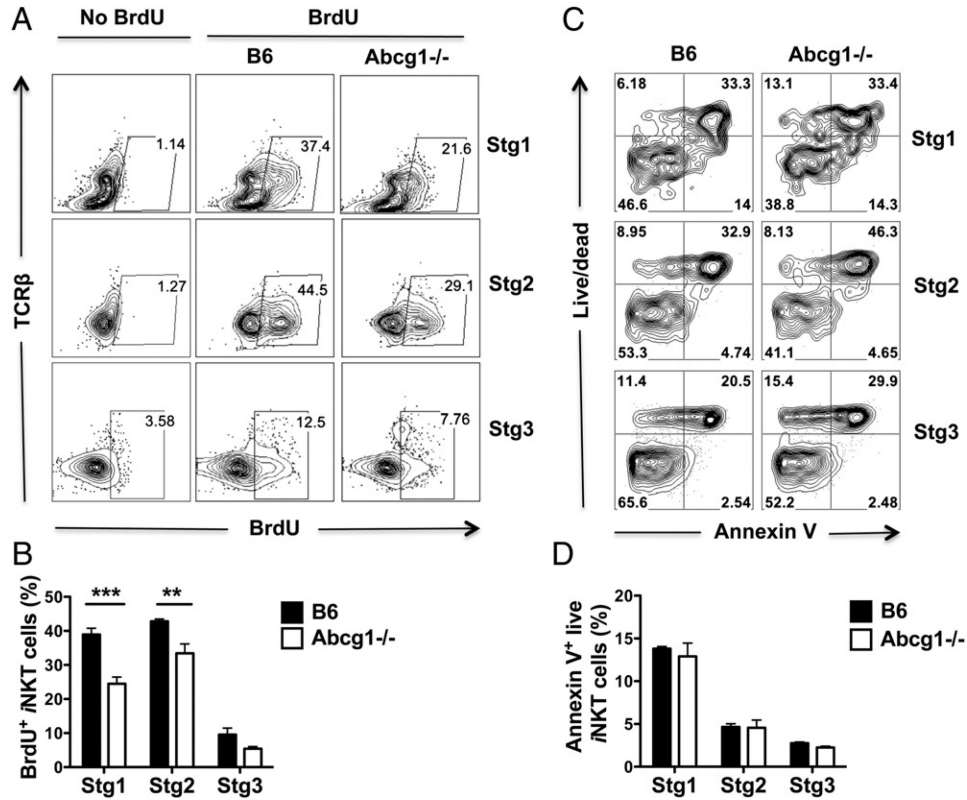 A
No BrdU
BrdU
B6
Abcg1-/-
1.14
37.4
21.6
Stg1
1.27
44.5
29.1
Stg2
3.58
12.5
7.76
Stg3
TCRβ
BrdU
C
B6
Abcg1-/-
6.18
33.3
13.1
33.4
46.6
14
38.8
14.3
Stg1
8.95
32.9
8.13
46.3
53.3
4.74
41.1
4.65
Stg2
11.4
20.5
15.4
29.9
65.6
2.54
52.2
2.48
Stg3
Live/dead
Annexin V
B
BrdU+ iNKT cells (%)
50
40
30
20
10
0
***
**
Stg1
Stg2
Stg3
B6
Abcg1-/-
D
Annexin V+ live
iNKT cells (%)
20
15
10
5
0
Stg1
Stg2
Stg3
B6
Abcg1-/-